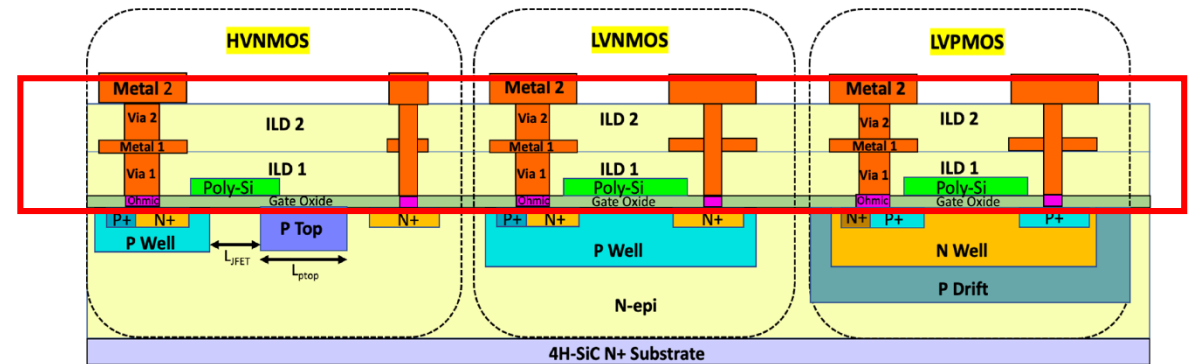 HVNMOS
LVNMOS
LVPMOS
Metal 2
Metal 2
Metal 2
Via 2
ILD 2
Via 2
ILD 2
Via 2
ILD 2
Metal 1
Metal 1
Metal 1
Via 1
ILD 1
Via 1
ILD 1
Via 1
ILD 1
Poly-Si
Poly-Si
Poly-Si
Ohmic
Gate Oxide
Ohmic
Gate Oxide
Ohmic
Gate Oxide
P+
N+
P Top
N+
P+
N+
N+
N+
P+
P+
P Well
LJFET
Lptop
P Well
N Well
P Drift
N-epi
4H-SiC N+ Substrate